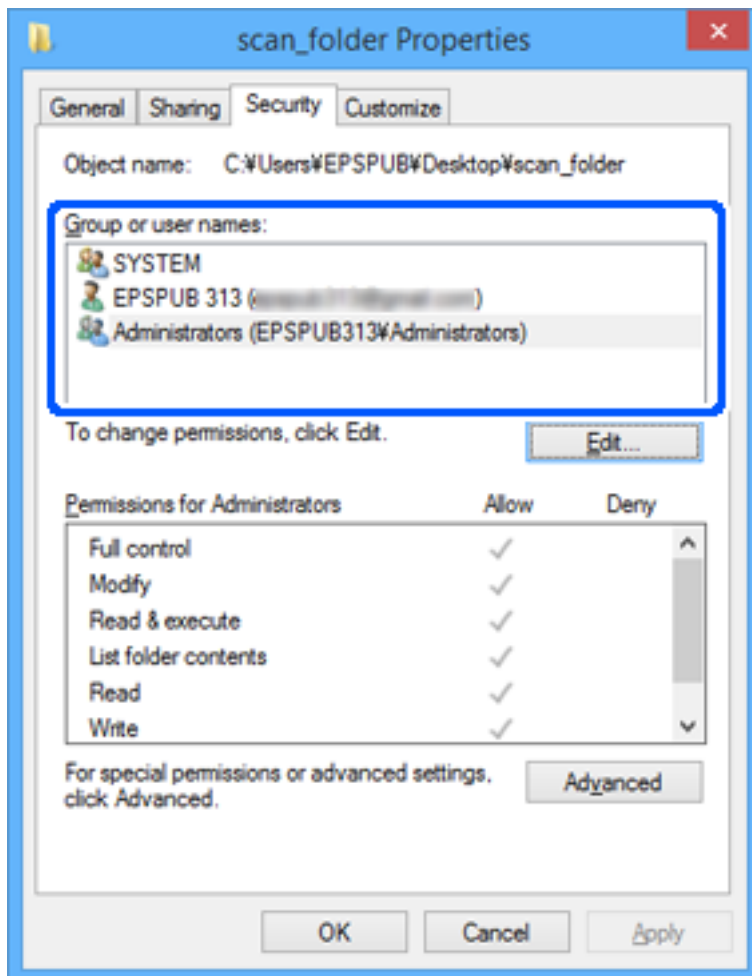 scan_folder Properties
General Sharing Security Customize
Object name: C:¥Users¥EPSPUB¥Desktop¥scan_folder
Group or user names:
SYSTEM
EPSPUB 313 ( )
Administrators (EPSPUB313¥Administrators)
To change permissions, click Edit.
Edit...
Permissions for Administrators Allow Deny
Full control
Modify
Read & execute
List folder contents
Read
Write
For special permissions or advanced settings,
click Advanced.
Advanced
OK Cancel Apply